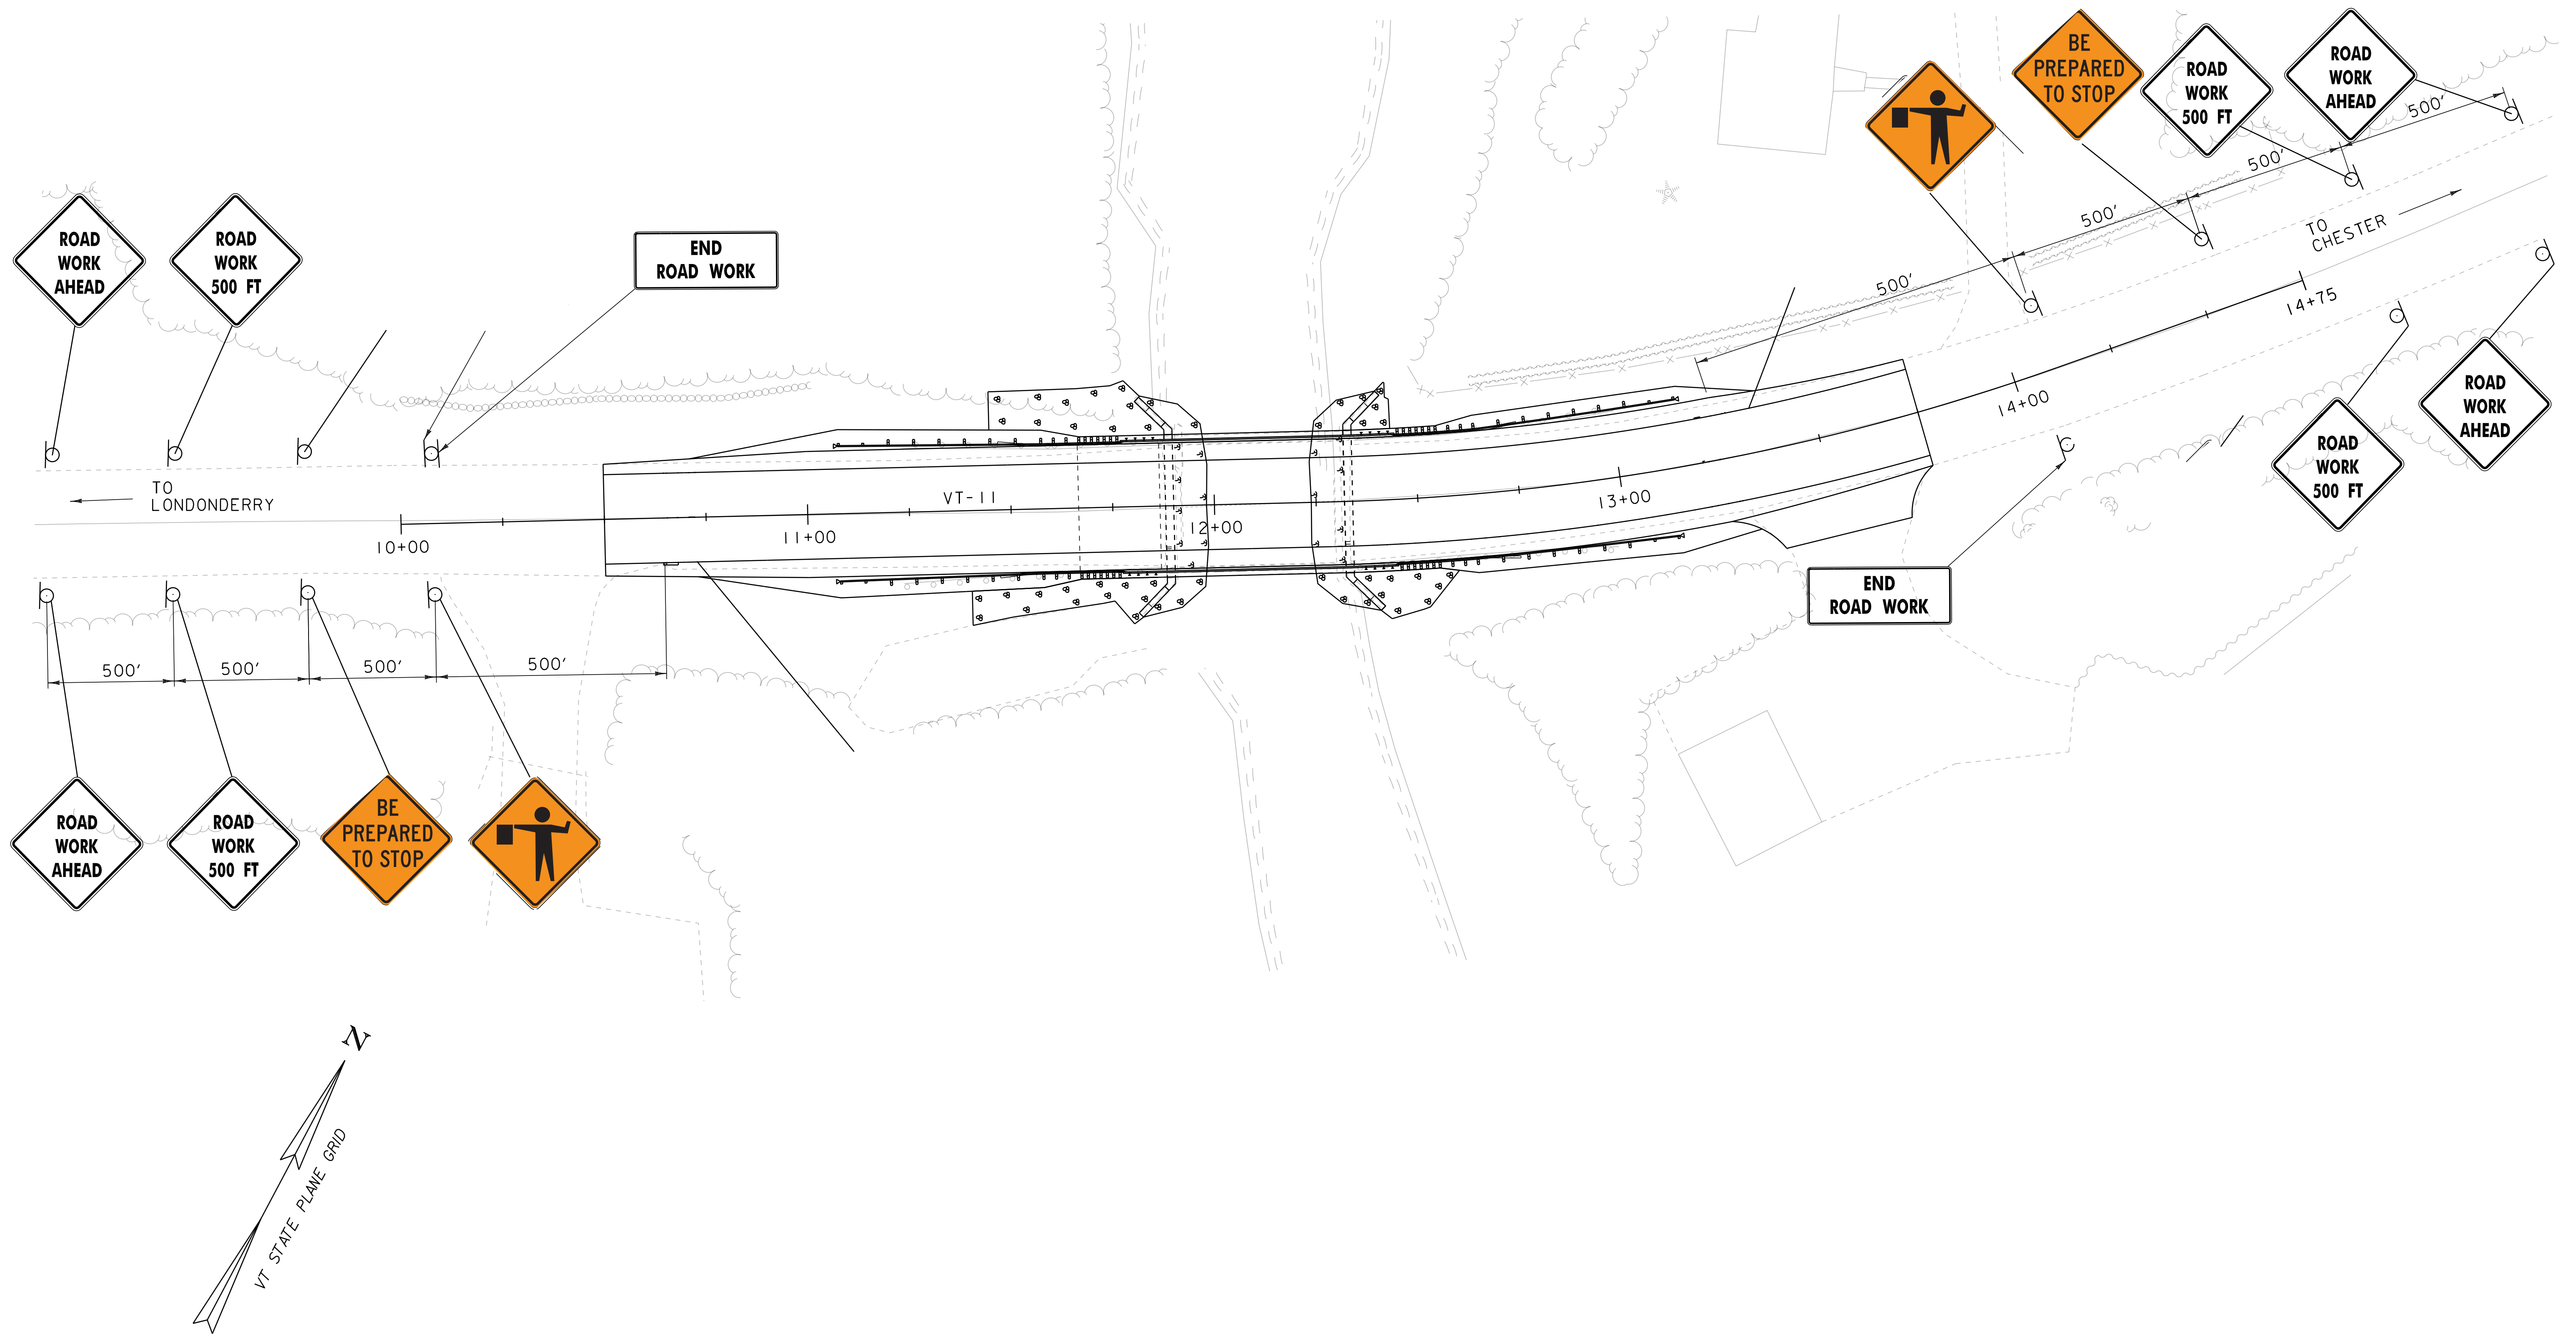 BE
PREPARED
TO STOP
ROAD
WORK
500 FT
ROAD
WORK
AHEAD
500'
500'
500'
500'
TO
CHESTER
ROAD
WORK
AHEAD
ROAD
WORK
500 FT
END
ROAD WORK
14+75
14+00
ROAD
WORK
AHEAD
ROAD
WORK
500 FT
TO
LONDONDERRY
VT-11
10+00
11+00
12+00
13+00
END
ROAD WORK
500'
500'
500'
500'
ROAD
WORK
AHEAD
ROAD
WORK
500 FT
BE
PREPARED
TO STOP
N
VT STATE PLANE GRID